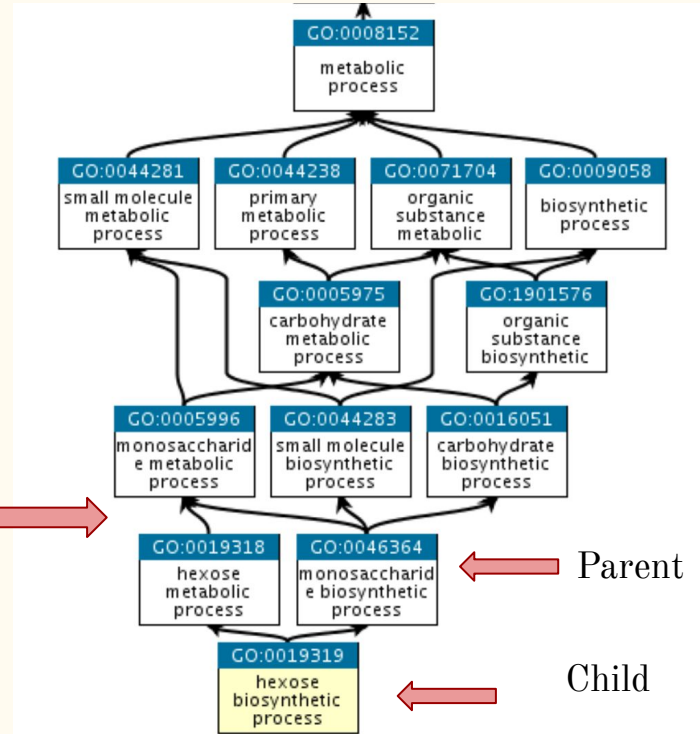 GO:0008152
metabolic
process
GO:0044281
small molecule
metabolic
process
GO:0044238
primary
metabolic
process
GO:0071704
organic
substance
metabolic
GO:0009058
biosynthetic
process
GO:0005975
carbohydrate
metabolic
process
GO:1901576
organic
substance
biosynthetic
GO:0005996
monosaccharid
e metabolic
process
GO:0044283
small molecule
biosynthetic
process
GO:0016051
carbohydrate
biosynthetic
process
GO:0019318
hexose
metabolic
process
GO:0046364
monosaccharid
e biosynthetic
process
Parent
GO:0019319
hexose
biosynthetic
process
Child